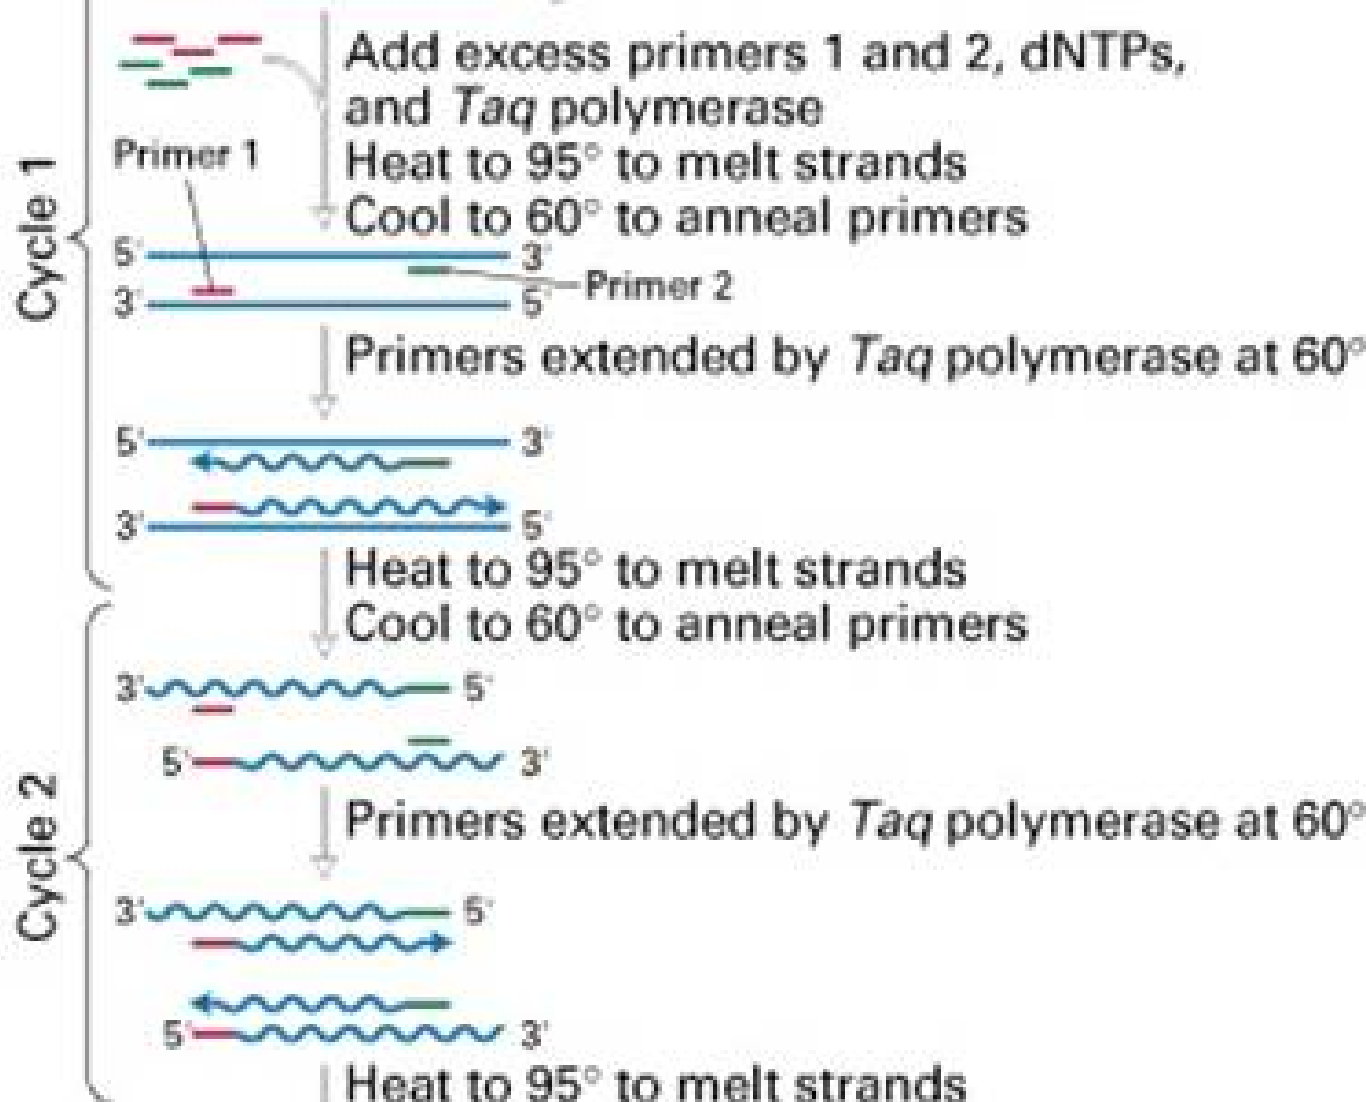 Add excess primers 1 and 2, dNTPs,
and Taq polymerase
Heat to 95° to melt strands
Cool to 60° to anneal primers
Primer 1
Cycle 1
5' 3'
Primer 2
3' 5'
Primers extended by Taq polymerase at 60°
5' 3'
3' 5'
Heat to 95° to melt strands
Cool to 60° to anneal primers
3' 5'
5' 3'
Cycle 2
Primers extended by Taq polymerase at 60°
3' 5'
5' 3'
Heat to 95° to melt strands